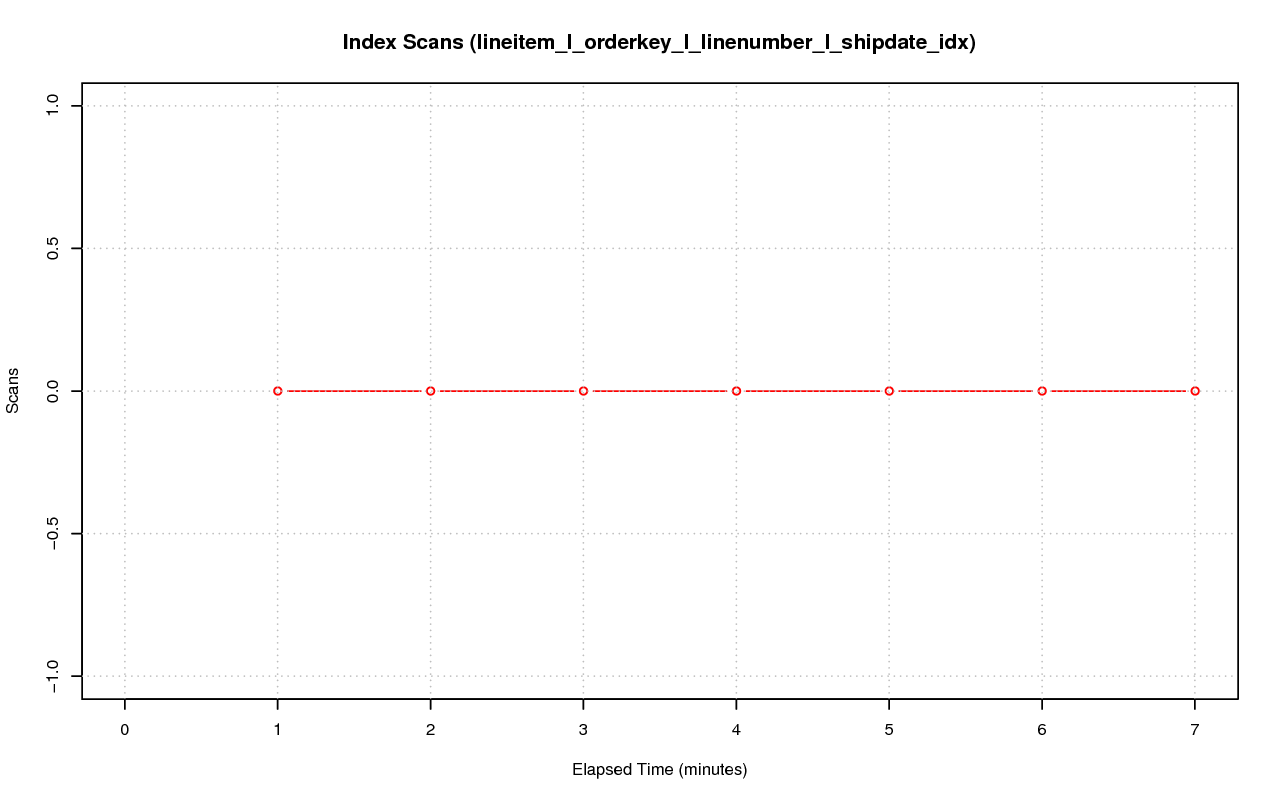 Index Scans (lineitem_l_orderkey_l_linenumber_l_shipdate_idx)
1.0
0.5
0.0
−0.5
−1.0
Scans
0 1 2 3 4 5 6 7
Elapsed Time (minutes)